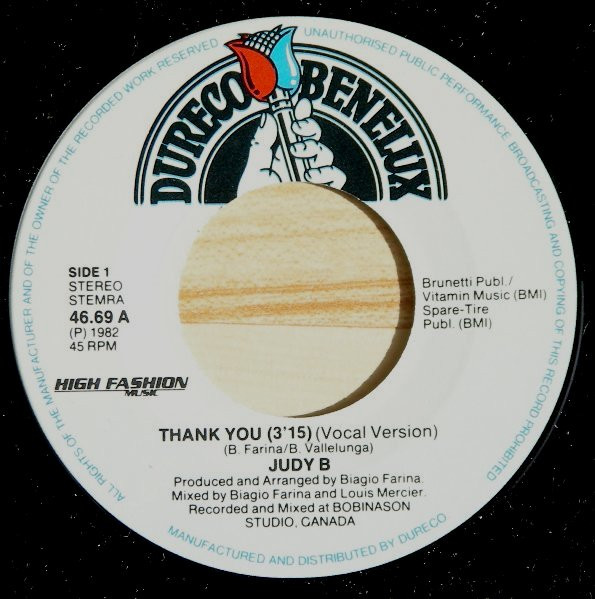 ALL RIGHTS OF THE MANUFACTURER AND OF THE OWNER OF THE RECORDED WORK RESERVED
UNAUTHORISED PUBLIC PERFORMANCE BROADCASTING AND COPYING OF THIS RECORD PROHIBITED
DURECO BENELUX
SIDE 1
STEREO
STEMRA
46.69 A
(P) 1982
45 RPM
Brunetti Publ./
Vitamin Music (BMI)
Spare-Tire
Publ. (BMI)
HIGH FASHION
MUSIC
THANK YOU (3'15) (Vocal Version)
(B. Farina/B. Vallelunga)
JUDY B
Produced and Arranged by Biagio Farina.
Mixed by Biagio Farina and Louis Mercier.
Recorded and Mixed at BOBINASON
STUDIO, CANADA
MANUFACTURED AND DISTRIBUTED BY DURECO